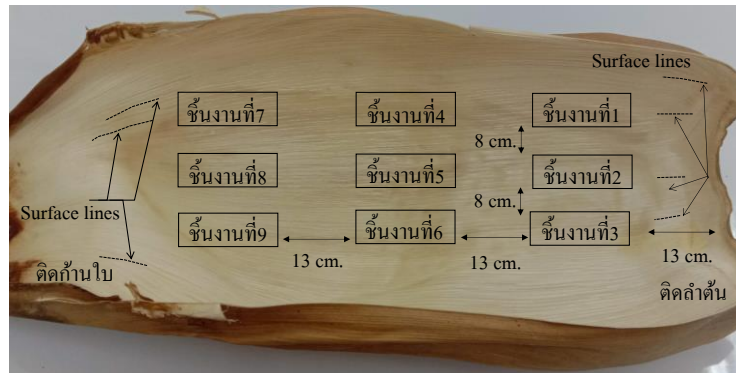 Surface lines
ชิ้นงานที่7
ชิ้นงานที่4
ชิ้นงานที่1
8 cm.
ชิ้นงานที่8
ชิ้นงานที่5
ชิ้นงานที่2
8 cm.
Surface lines
ชิ้นงานที่9
ชิ้นงานที่6
ชิ้นงานที่3
13 cm.
13 cm.
13 cm.
ติดก้านใบ
ติดลำต้น